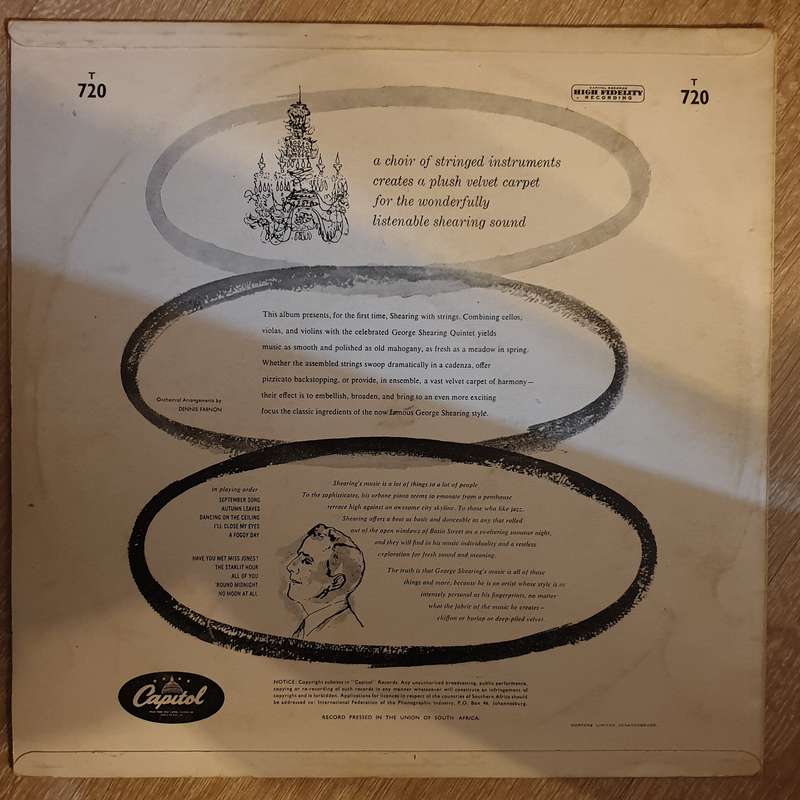 T
720
CAPITOL RECORDS
HIGH FIDELITY
RECORDING
T
720
a choir of stringed instruments
creates a plush velvet carpet
for the wonderfully
listenable shearing sound
This album presents, for the first time, Shearing with strings. Combining cellos,
violas, and violins with the celebrated George Shearing Quintet yields
music as smooth and polished as old mahogany, as fresh as a meadow in spring.
Whether the assembled strings swoop dramatically in a cadenza, offer
pizzicato backstopping, or provide, in ensemble, a vast velvet carpet of harmony—
their effect is to embellish, broaden, and bring to an even more exciting
focus the classic ingredients of the now famous George Shearing style.
Orchestral Arrangements by
DENNIS FARNON
in playing order
SEPTEMBER SONG
AUTUMN LEAVES
DANCING ON THE CEILING
I'LL CLOSE MY EYES
A FOGGY DAY
HAVE YOU MET MISS JONES?
THE STARLIT HOUR
ALL OF YOU
'ROUND MIDNIGHT
NO MOON AT ALL
Shearing's music is a lot of things to a lot of people
To the sophisticates, his urbane piano seems to emanate from a penthouse
terrace high against an awesome city skyline. To those who like jazz,
Shearing offers a beat as basic and danceable as any that rolled
out of the open windows of Basin Street on a sweltering summer night,
and they will find in his music individuality and a restless
exploration for fresh sound and meaning.
The truth is that George Shearing's music is all of those
things and more, because he is an artist whose style is as
intensely personal as his fingerprints, no matter
what the fabric of the music he creates—
chiffon or burlap or deep-piled velvet.
Capitol
NOTICE: Copyright subsists in "Capitol" Records. Any unauthorised broadcasting, public performance,
copying or re-recording of such records in any manner whatsoever will constitute an infringement of
copyright and is forbidden. Applications for licences in respect of the countries of Southern Africa should
be addressed to: International Federation of the Phonographic Industry, P.O. Box 46, Johannesburg.
RECORD PRESSED IN THE UNION OF SOUTH AFRICA.